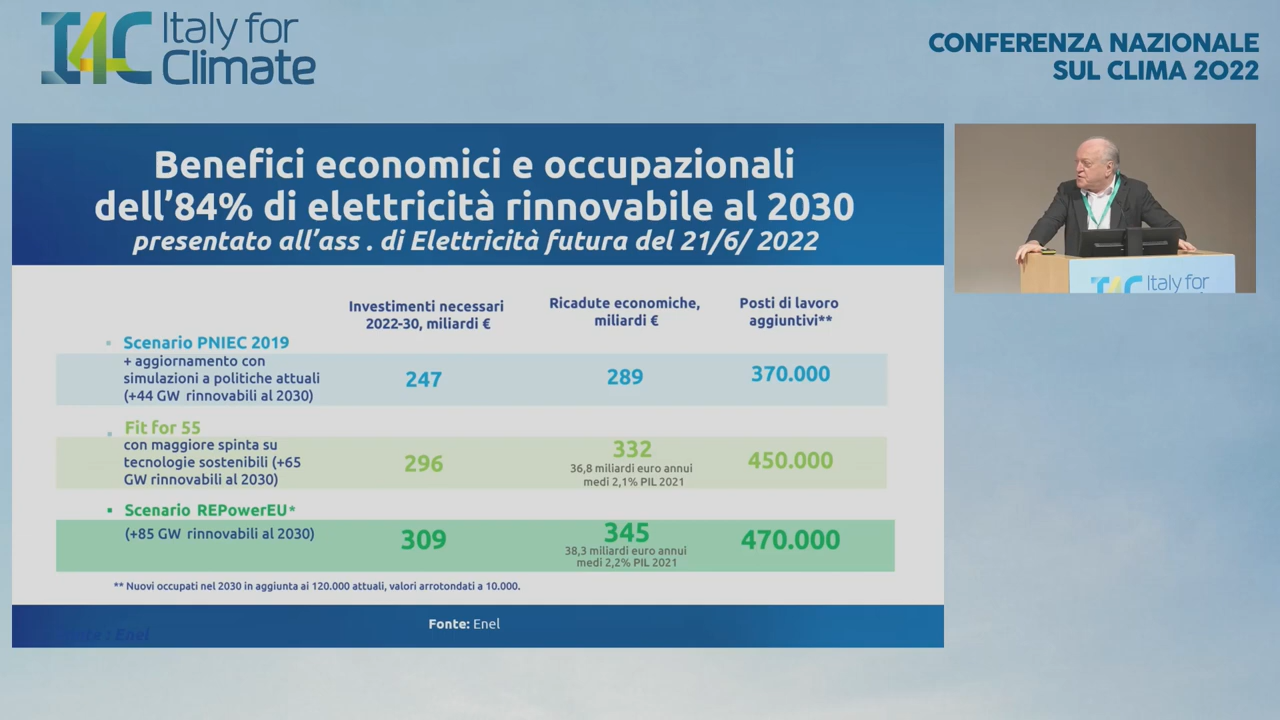 I4C Italy for
Climate
CONFERENZA NAZIONALE
SUL CLIMA 2022
Benefici economici e occupazionali
dell'84% di elettricità rinnovabile al 2030
presentato all'ass . di Elettricità futura del 21/6/ 2022
Investimenti necessari
2022-30, miliardi €
Ricadute economiche,
miliardi €
Posti di lavoro
aggiuntivi**
▪ Scenario PNIEC 2019
+ aggiornamento con
simulazioni a politiche attuali
(+44 GW rinnovabili al 2030)
247
289
370.000
▪ Fit for 55
con maggiore spinta su
tecnologie sostenibili (+65
GW rinnovabili al 2030)
296
332
36,8 miliardi euro annui
medi 2,1% PIL 2021
450.000
▪ Scenario REPowerEU*
(+85 GW rinnovabili al 2030)
309
345
38,3 miliardi euro annui
medi 2,2% PIL 2021
470.000
** Nuovi occupati nel 2030 in aggiunta ai 120.000 attuali, valori arrotondati a 10.000.
Fonte: Enel
: Enel
I4C Italy for